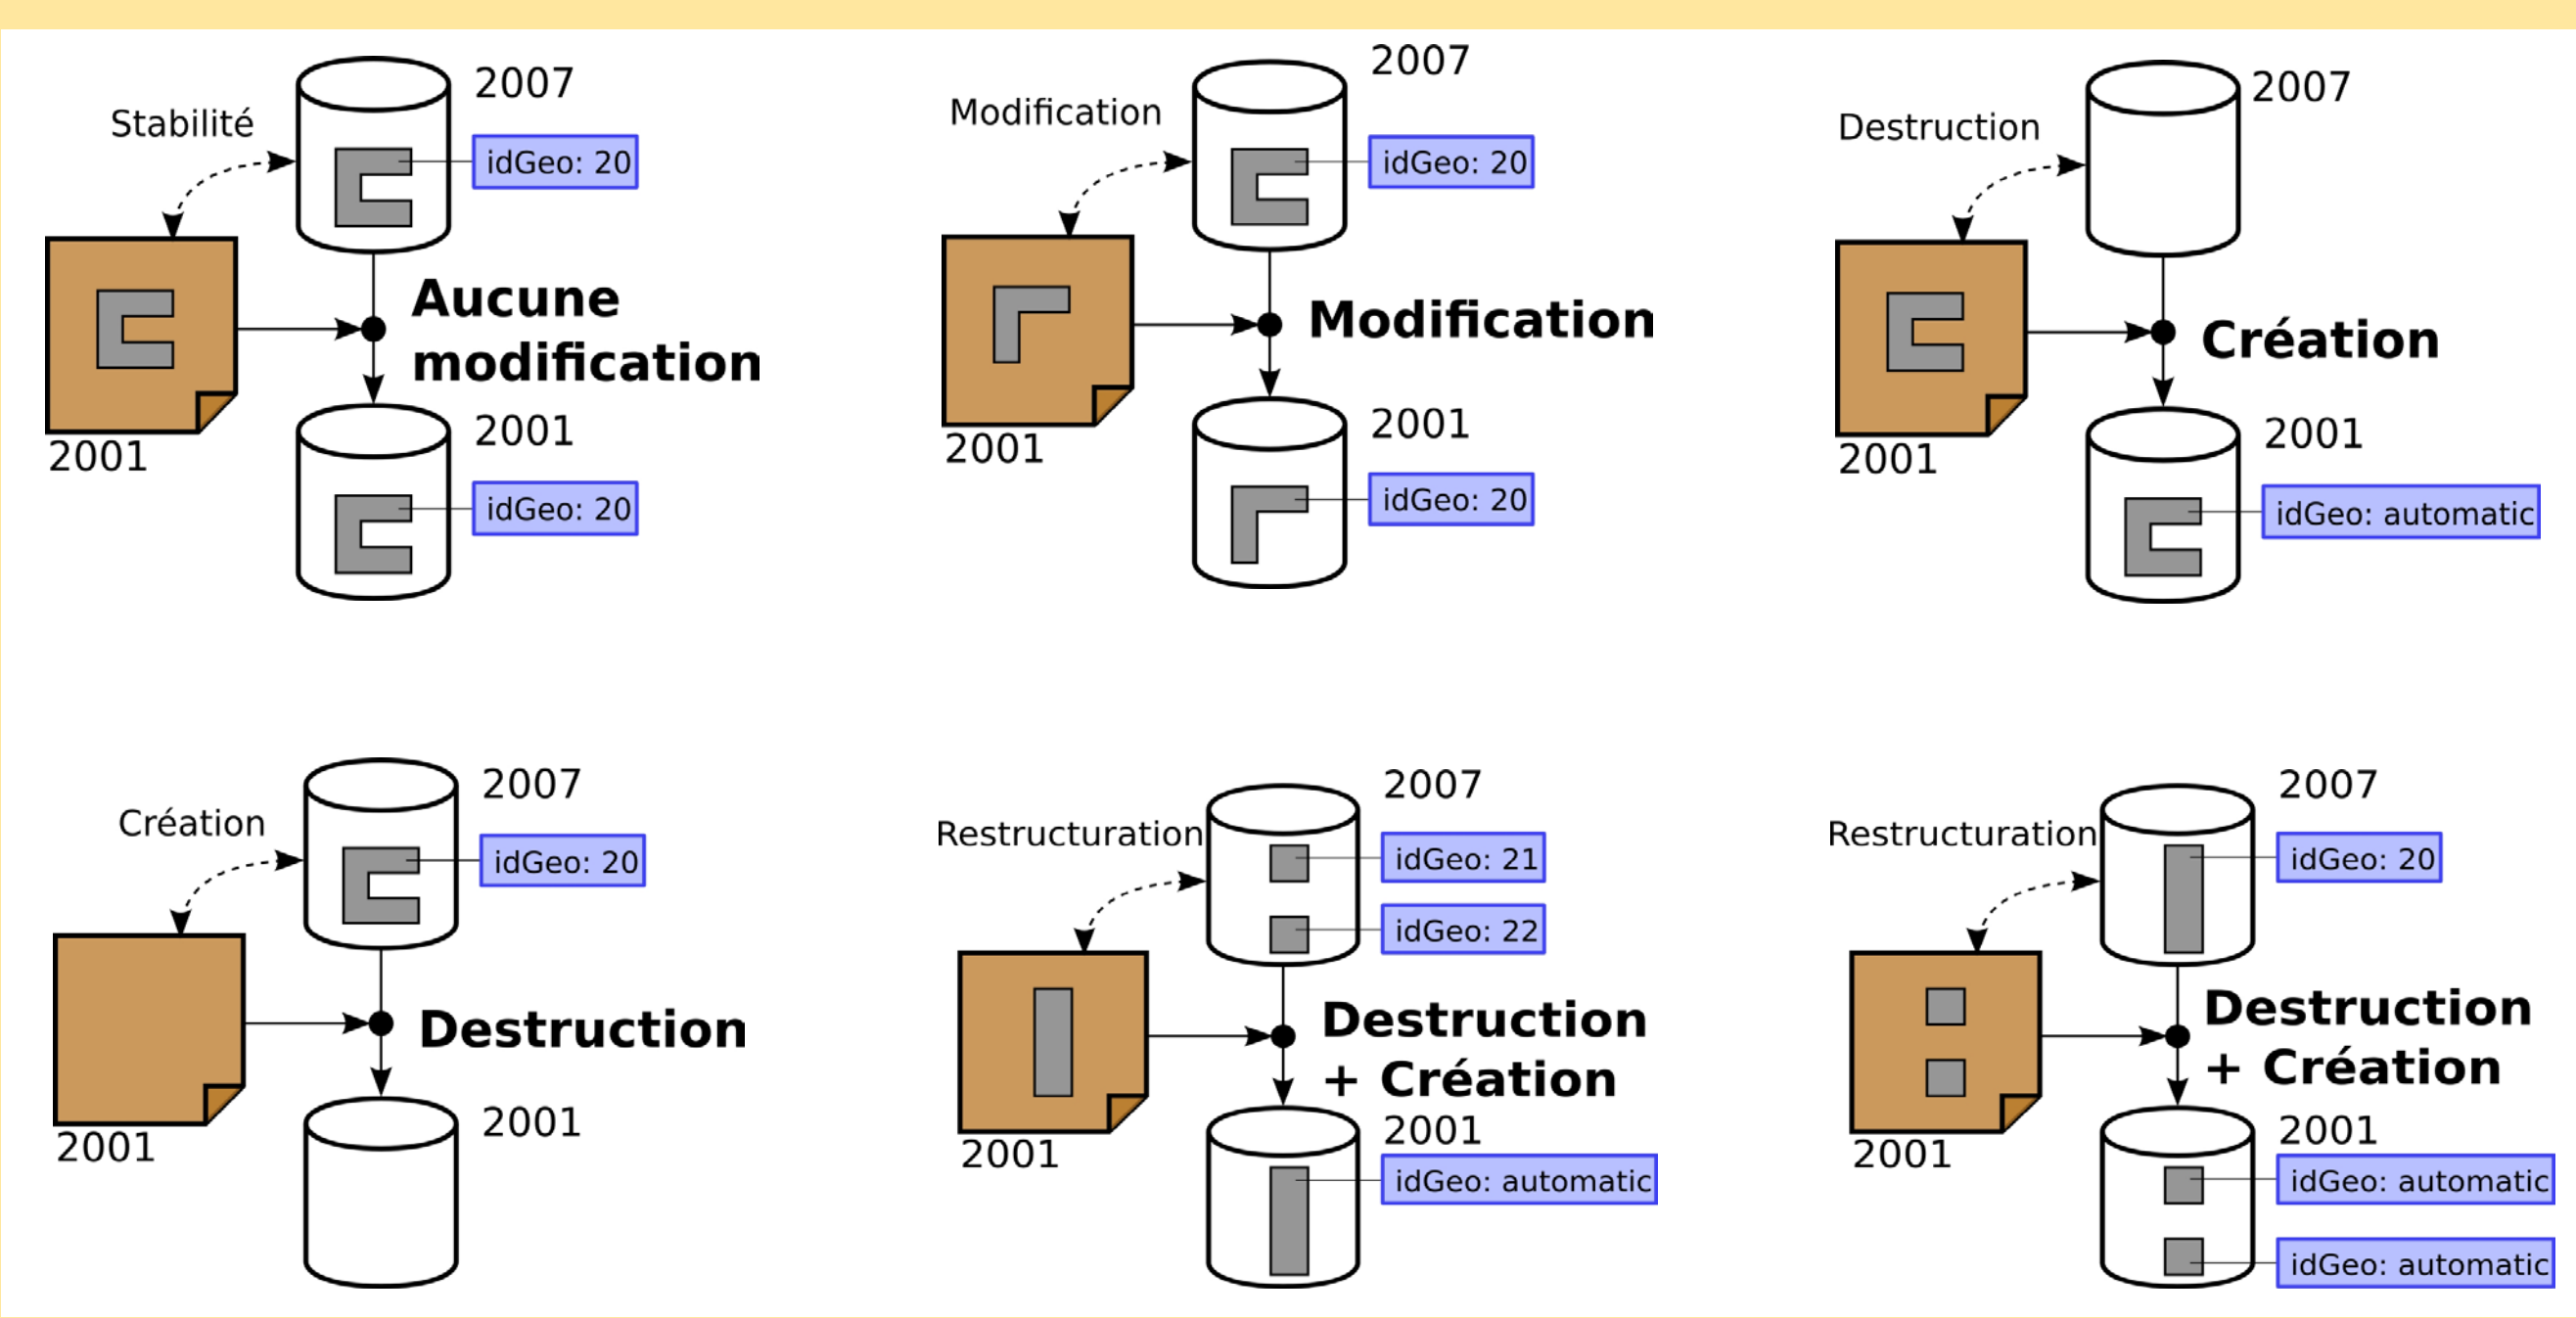 2007
Stabilité
idGeo: 20
Aucune
modification
2001
2001
idGeo: 20
2007
Modification
idGeo: 20
Modification
2001
2001
idGeo: 20
2007
Destruction
Création
2001
2001
idGeo: automatic
2007
Création
idGeo: 20
Destruction
2001
2001
2007
Restructuration
idGeo: 21
idGeo: 22
Destruction
+ Création
2001
2001
idGeo: automatic
2007
Restructuration
idGeo: 20
Destruction
+ Création
2001
2001
idGeo: automatic
idGeo: automatic